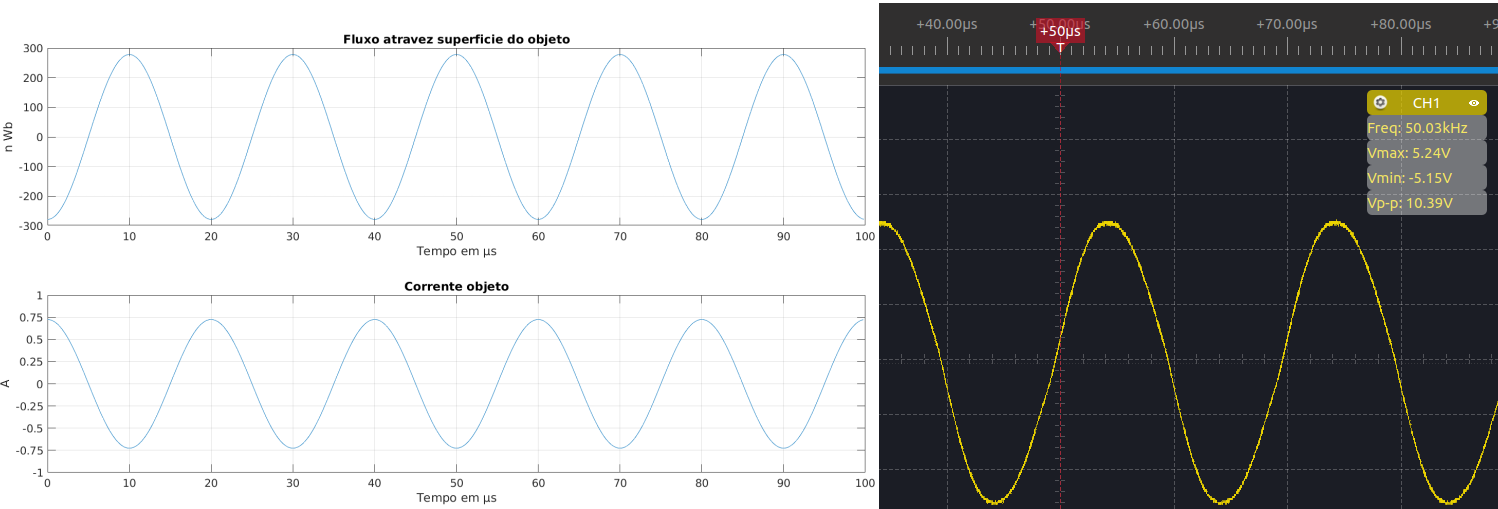 Fluxo atravez superficie do objeto
300
200
100
0
-100
-200
-300
n Wb
0 10 20 30 40 50 60 70 80 90 100
Tempo em µs
Corrente objeto
1
0.75
0.5
0.25
0
-0.25
-0.5
-0.75
-1
A
0 10 20 30 40 50 60 70 80 90 100
Tempo em µs
+40.00µs +50.00µs +60.00µs +70.00µs +80.00µs +9
+50µs
T
CH1
Freq: 50.03kHz
Vmax: 5.24V
Vmin: -5.15V
Vp-p: 10.39V